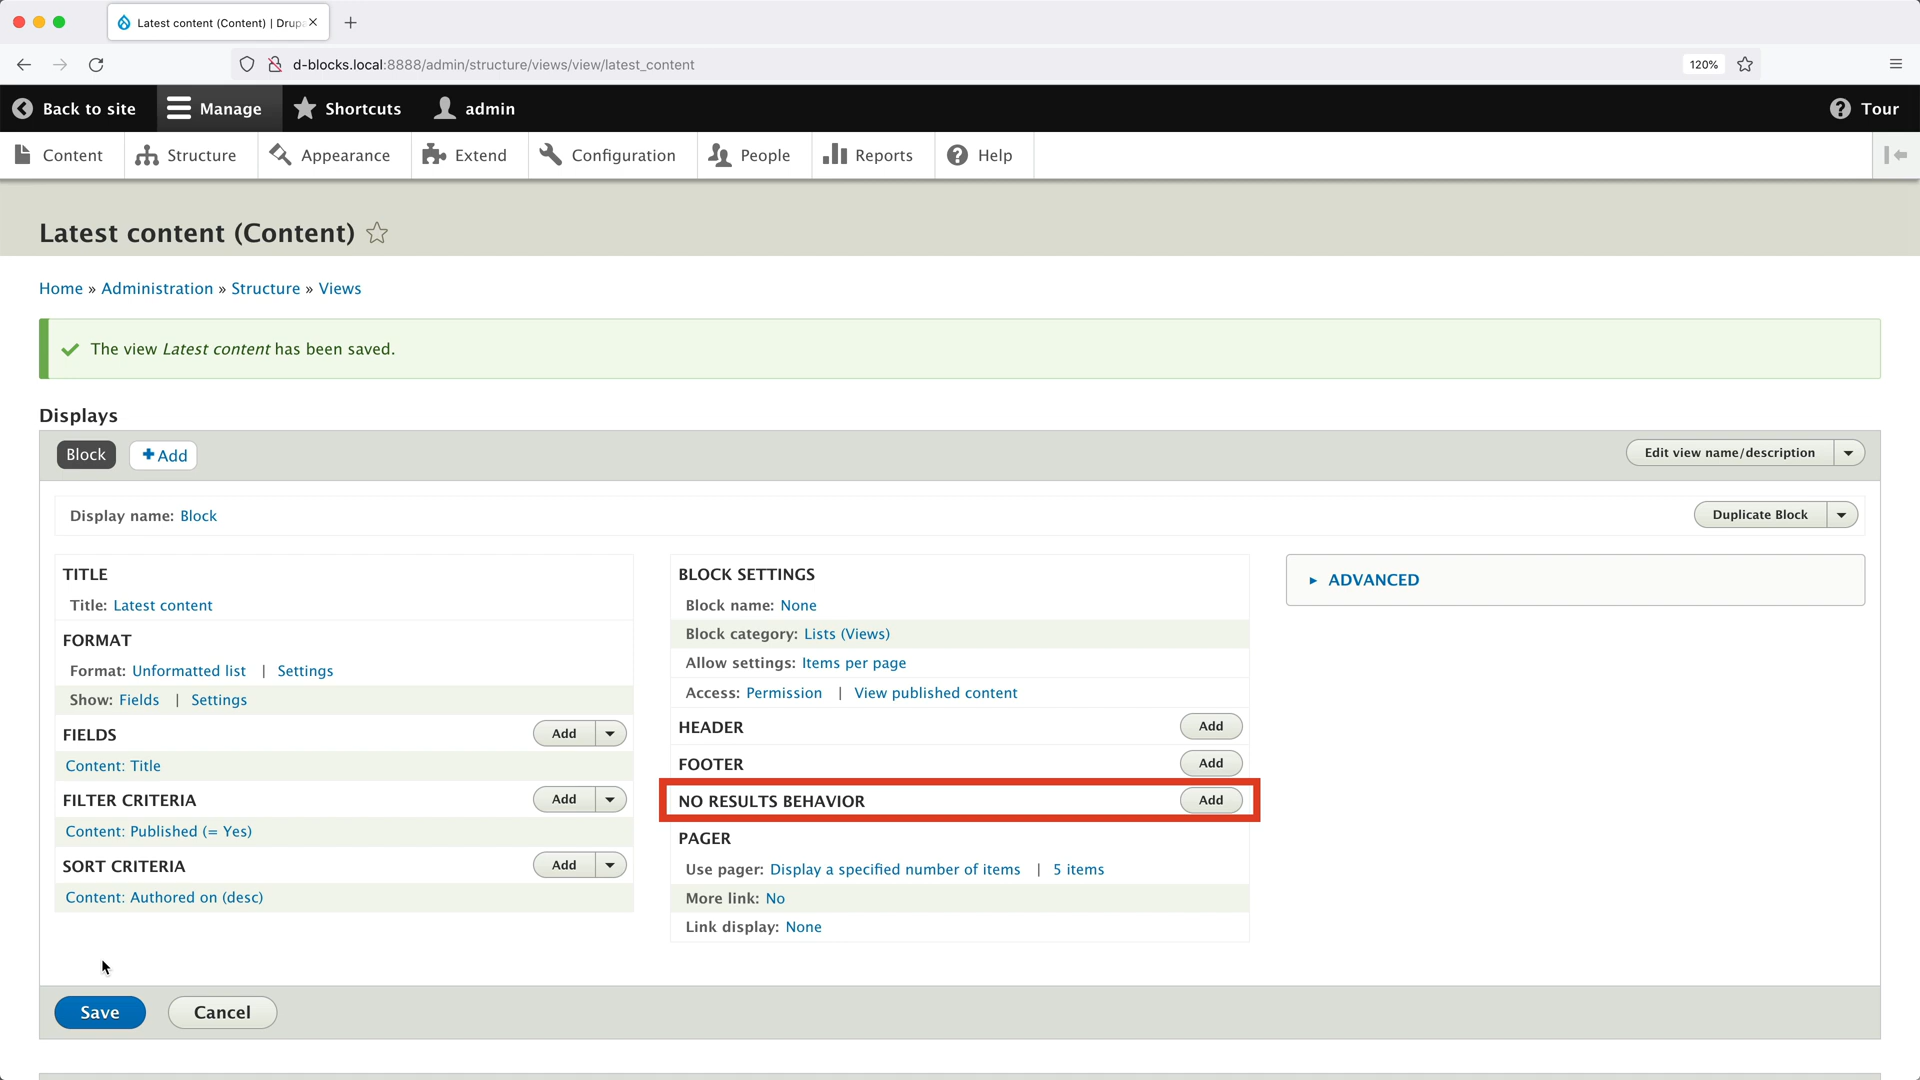 Latest content (Content) | Drup
d-blocks.local:8888/admin/structure/views/view/latest_content
120%
Back to site
Manage
Shortcuts
admin
Tour
Content
Structure
Appearance
Extend
Configuration
People
Reports
Help
Latest content (Content)
Home » Administration » Structure » Views
The view Latest content has been saved.
Displays
Block
Add
Edit view name/description
Display name: Block
Duplicate Block
TITLE
Title: Latest content
FORMAT
Format: Unformatted list | Settings
Show: Fields | Settings
FIELDS
Add
Content: Title
FILTER CRITERIA
Add
Content: Published (= Yes)
SORT CRITERIA
Add
Content: Authored on (desc)
BLOCK SETTINGS
Block name: None
Block category: Lists (Views)
Allow settings: Items per page
Access: Permission | View published content
HEADER
Add
FOOTER
Add
NO RESULTS BEHAVIOR
Add
PAGER
Use pager: Display a specified number of items | 5 items
More link: No
Link display: None
ADVANCED
Save
Cancel